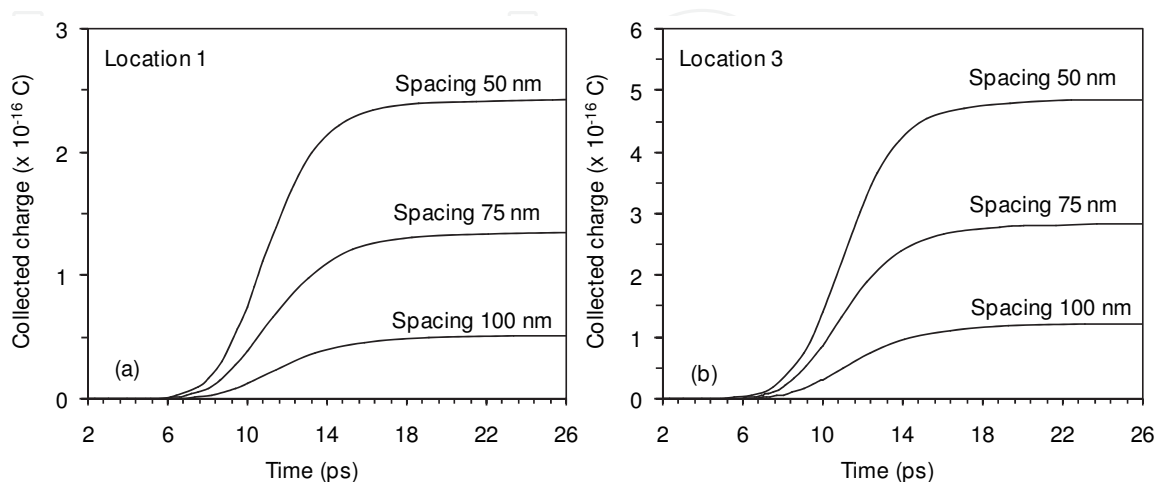 Location 1
Spacing 50 nm
Spacing 75 nm
Spacing 100 nm
(a)
Collected charge (x 10⁻¹⁶ C)
3
2
1
0
2 6 10 14 18 22 26
Time (ps)
Location 3
Spacing 50 nm
Spacing 75 nm
Spacing 100 nm
(b)
Collected charge (x 10⁻¹⁶ C)
6
5
4
3
2
1
0
2 6 10 14 18 22 26
Time (ps)